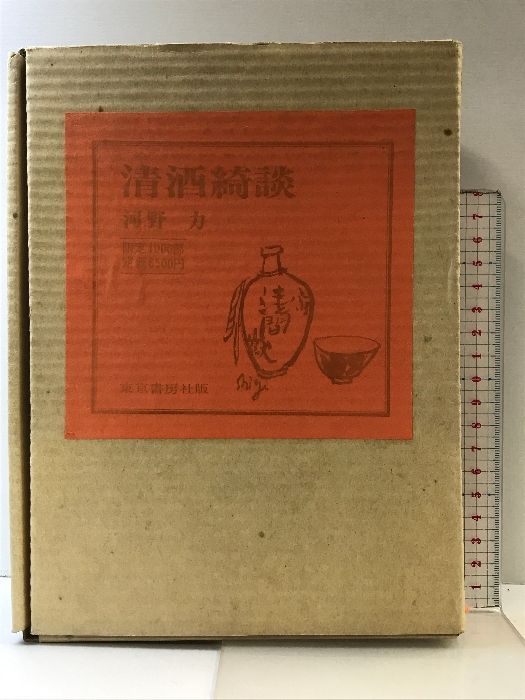 清酒綺談
河野 力
限定1000部
定価6500円
Shige
東京書房社版